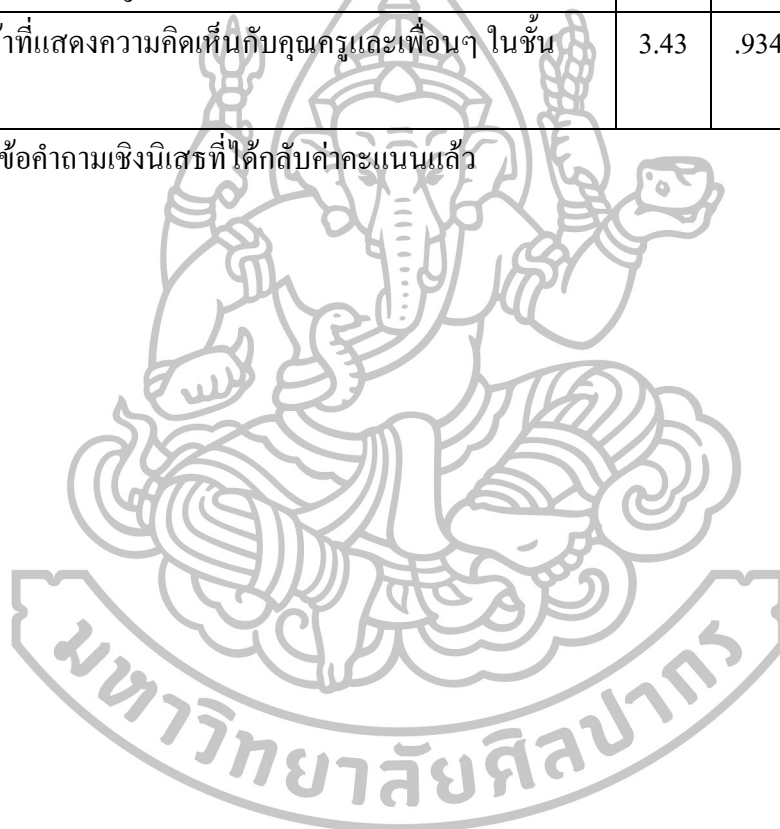 าที่แสดงความคิดเห็นกับคุณครูและเพื่อนๆ ในชั้น 3.43 .934
ข้อคำถามเชิงนิเสธที่ได้กลับค่าคะแนนแล้ว
มหาวิทยาลัยศิลปากร